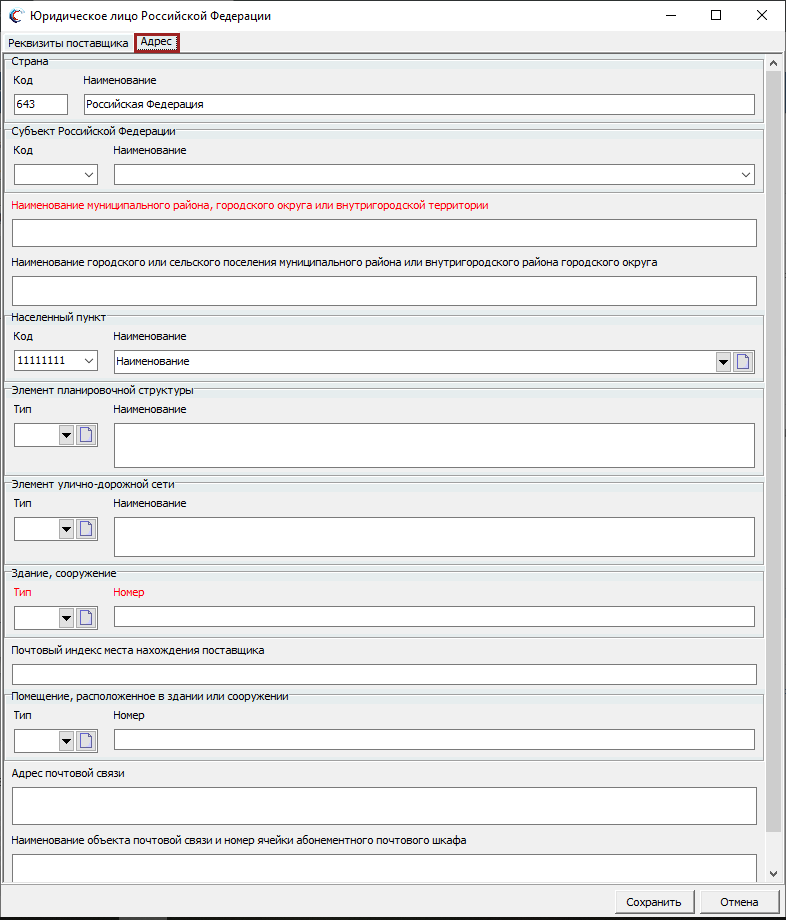 Юридическое лицо Российской Федерации
Реквизиты поставщика Адрес
Страна
Код Наименование
643 Российская Федерация
Субъект Российской Федерации
Код Наименование
Наименование муниципального района, городского округа или внутригородской территории
Наименование городского или сельского поселения муниципального района или внутригородского района городского округа
Населенный пункт
Код Наименование
11111111 Наименование
Элемент планировочной структуры
Тип Наименование
Элемент улично-дорожной сети
Тип Наименование
Здание, сооружение
Тип Номер
Почтовый индекс места нахождения поставщика
Помещение, расположенное в здании или сооружении
Тип Номер
Адрес почтовой связи
Наименование объекта почтовой связи и номер ячейки абонементного почтового шкафа
Сохранить Отмена